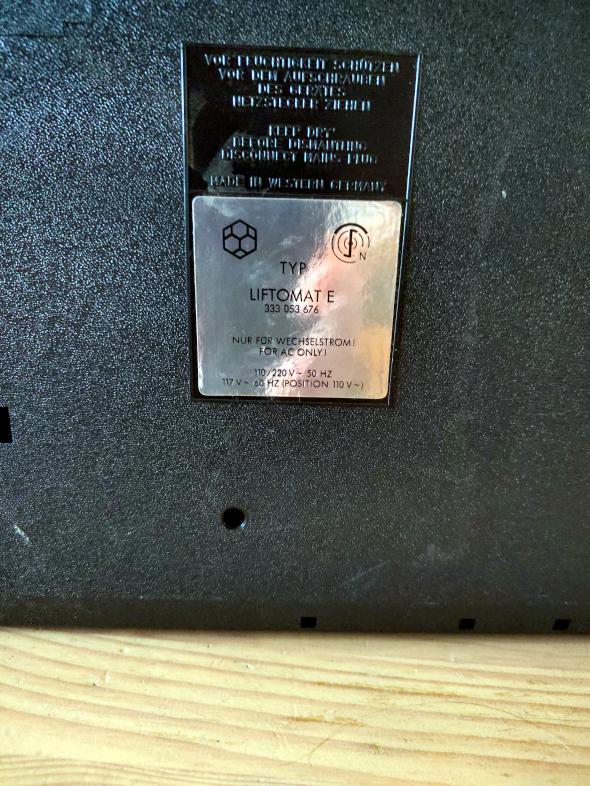 VOR FEUCHTIGKEIT SCHÜTZEN
VOR DEM AUFSCHRAUBEN
DES GERÄTES
NETZSTECKER ZIEHEN
KEEP DRY
BEFORE DISMANTLING
DISCONNECT MAINS PLUG
MADE IN WESTERN GERMANY
N
TYP
LIFTOMAT E
333 053 676
NUR FÜR WECHSELSTROM!
FOR AC ONLY!
110/220 V~ 50 HZ
117 V~ 60 HZ (POSITION 110 V~)